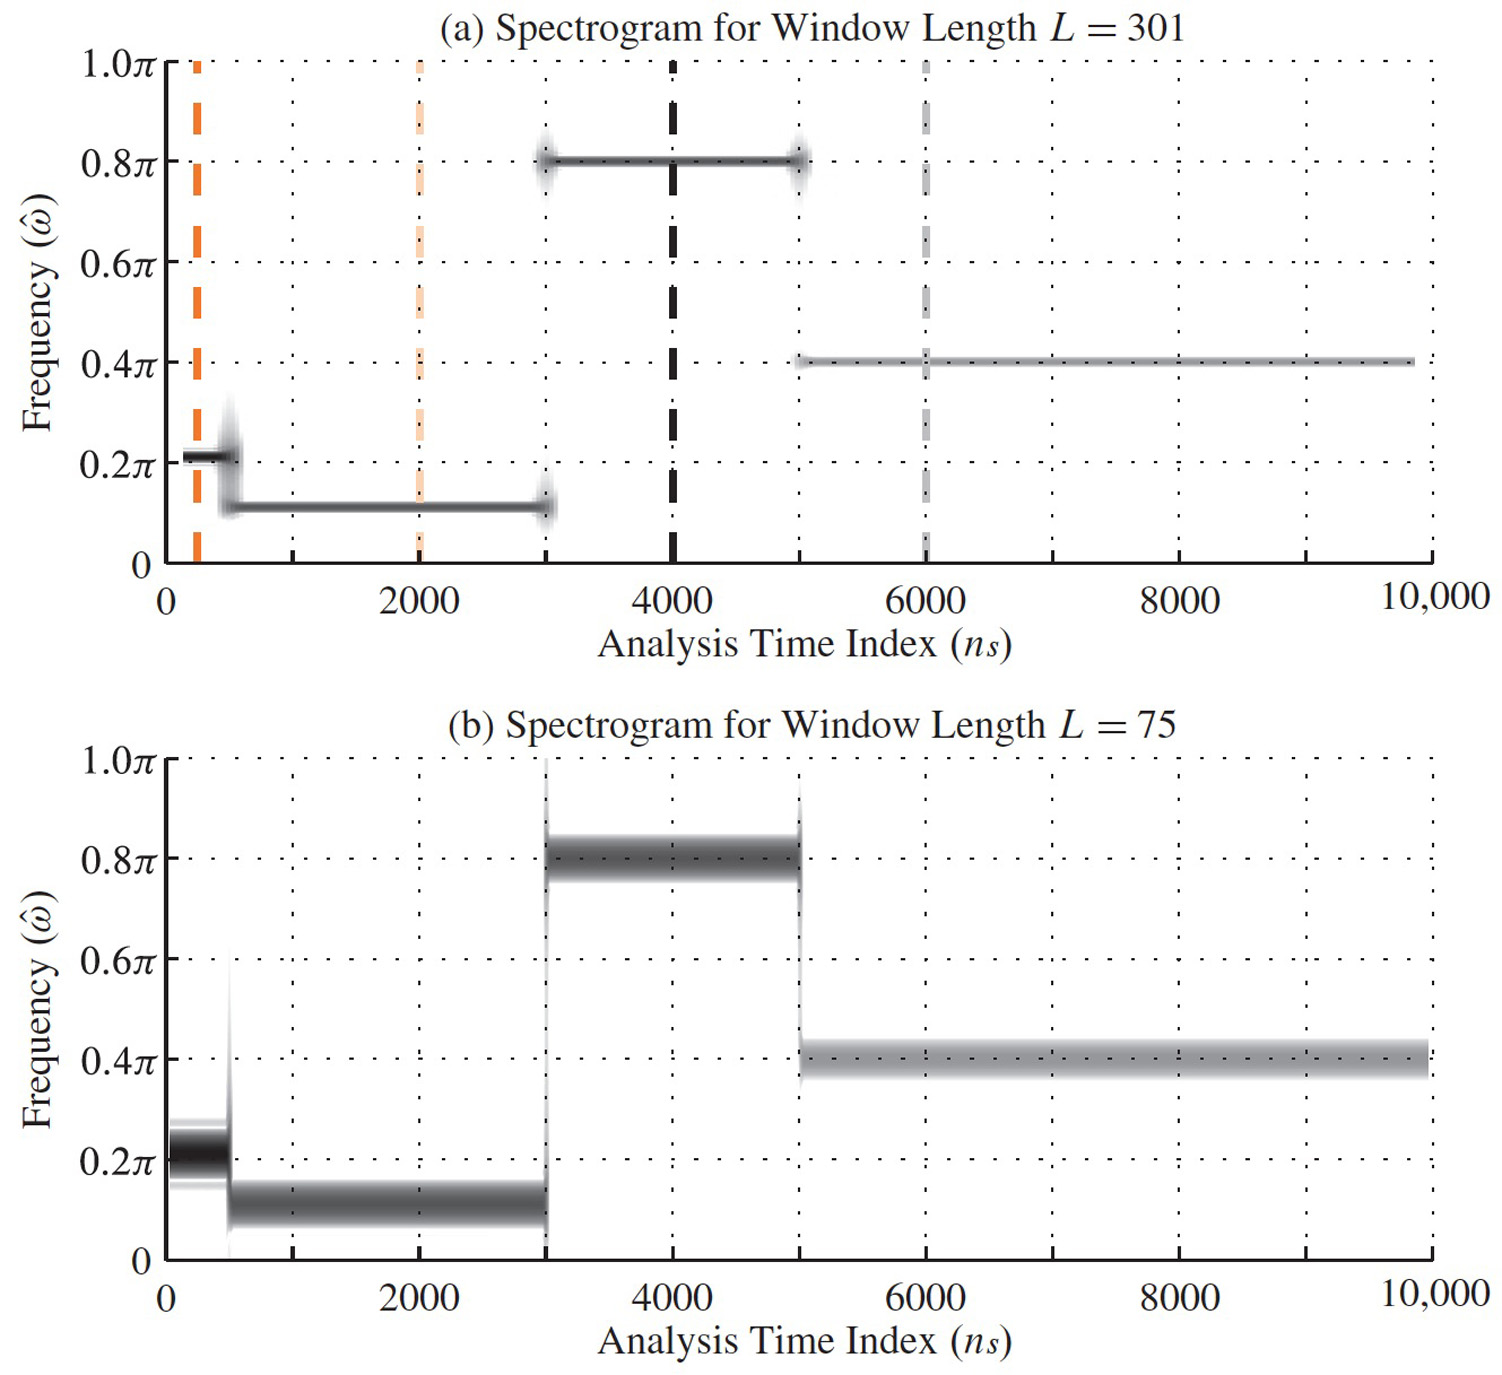 (a) Spectrogram for Window Length L = 301
1.0π
0.8π
0.6π
0.4π
0.2π
0
Frequency (ω̂)
0 2000 4000 6000 8000 10,000
Analysis Time Index (ns)
(b) Spectrogram for Window Length L = 75
1.0π
0.8π
0.6π
0.4π
0.2π
0
Frequency (ω̂)
0 2000 4000 6000 8000 10,000
Analysis Time Index (ns)